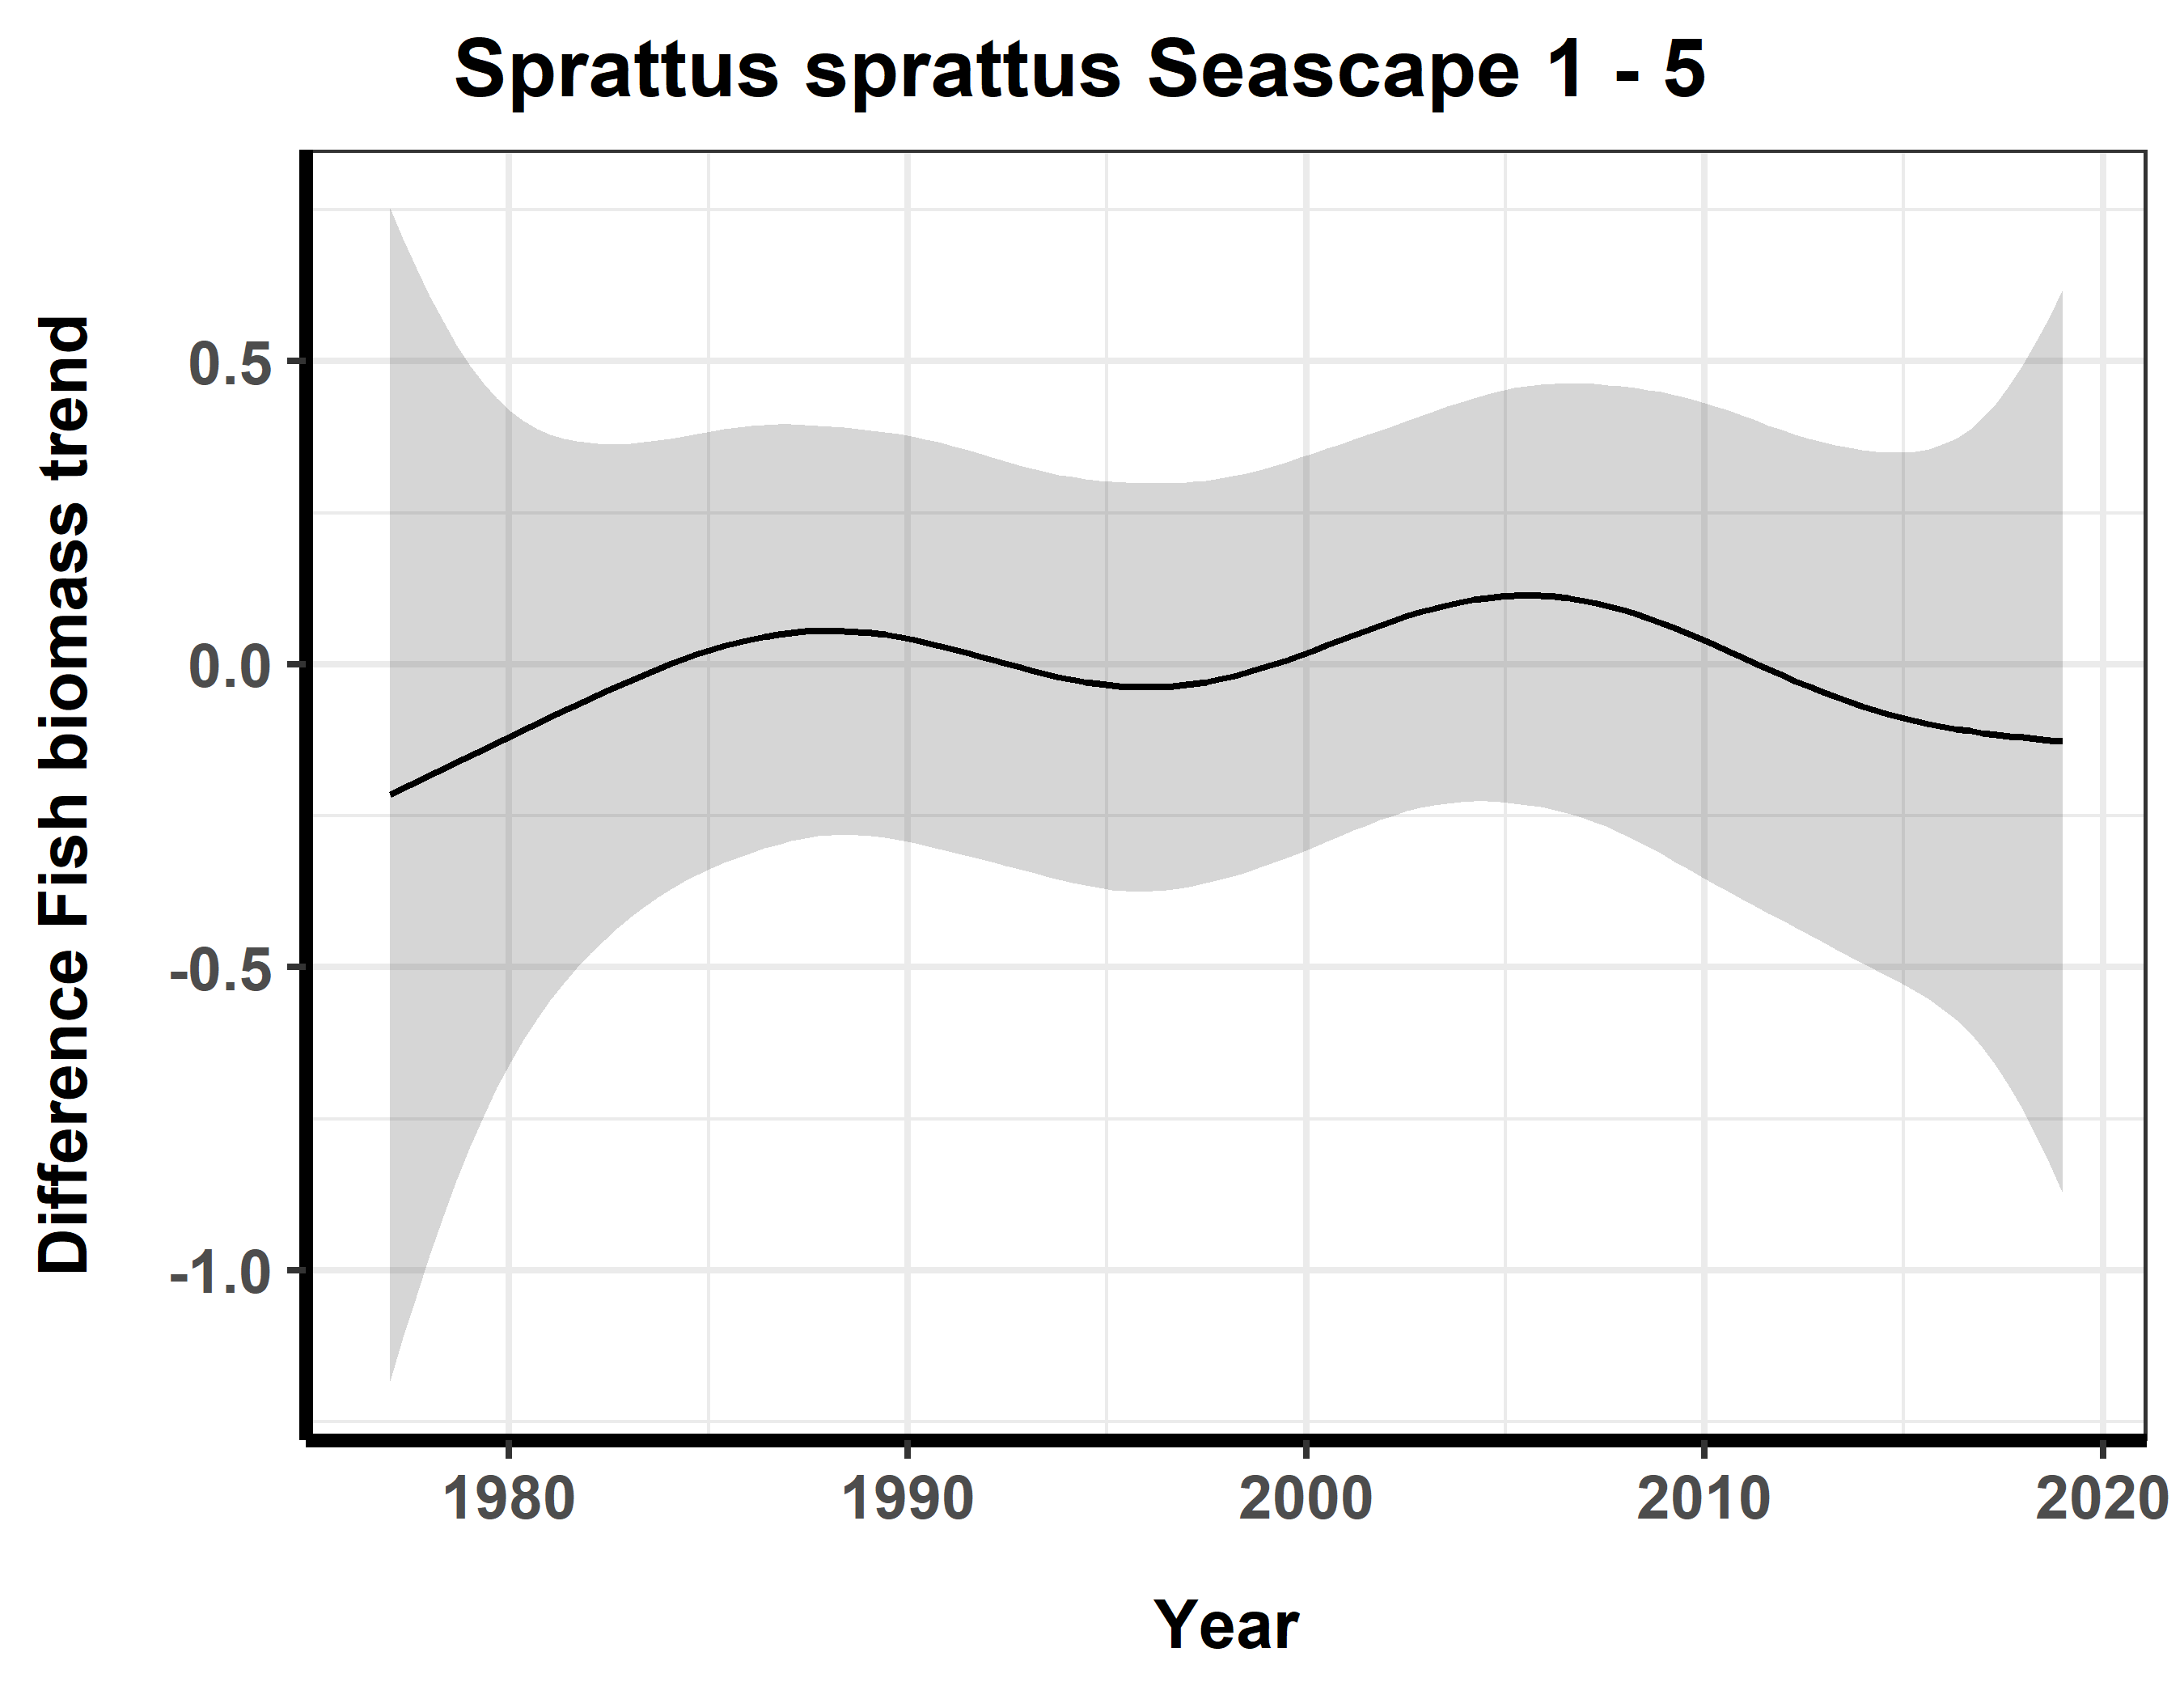 Sprattus sprattus Seascape 1 - 5
Difference Fish biomass trend
0.5
0.0
-0.5
-1.0
1980 1990 2000 2010 2020
Year